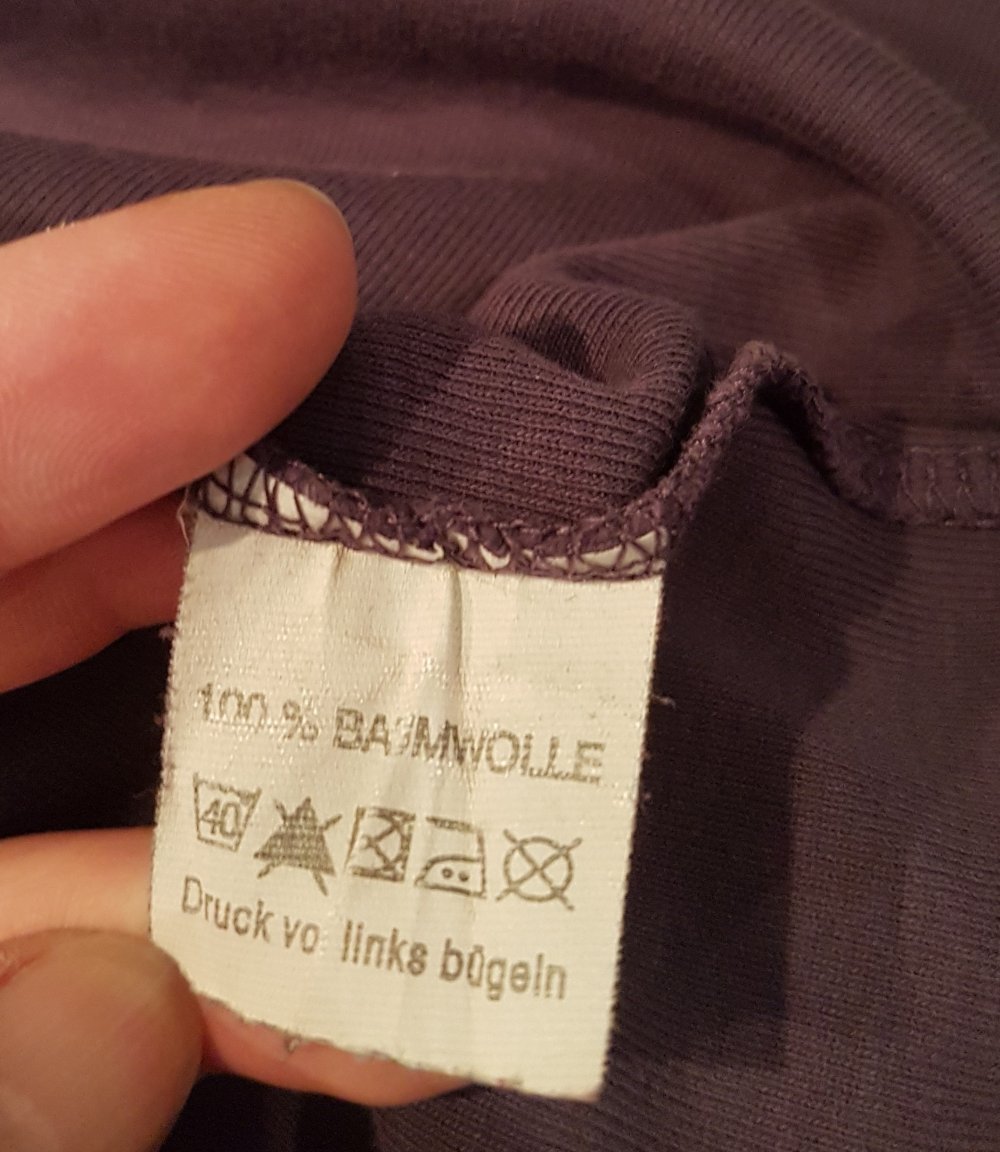 100 % BAUMWOLLE
40
Druck von links bügeln